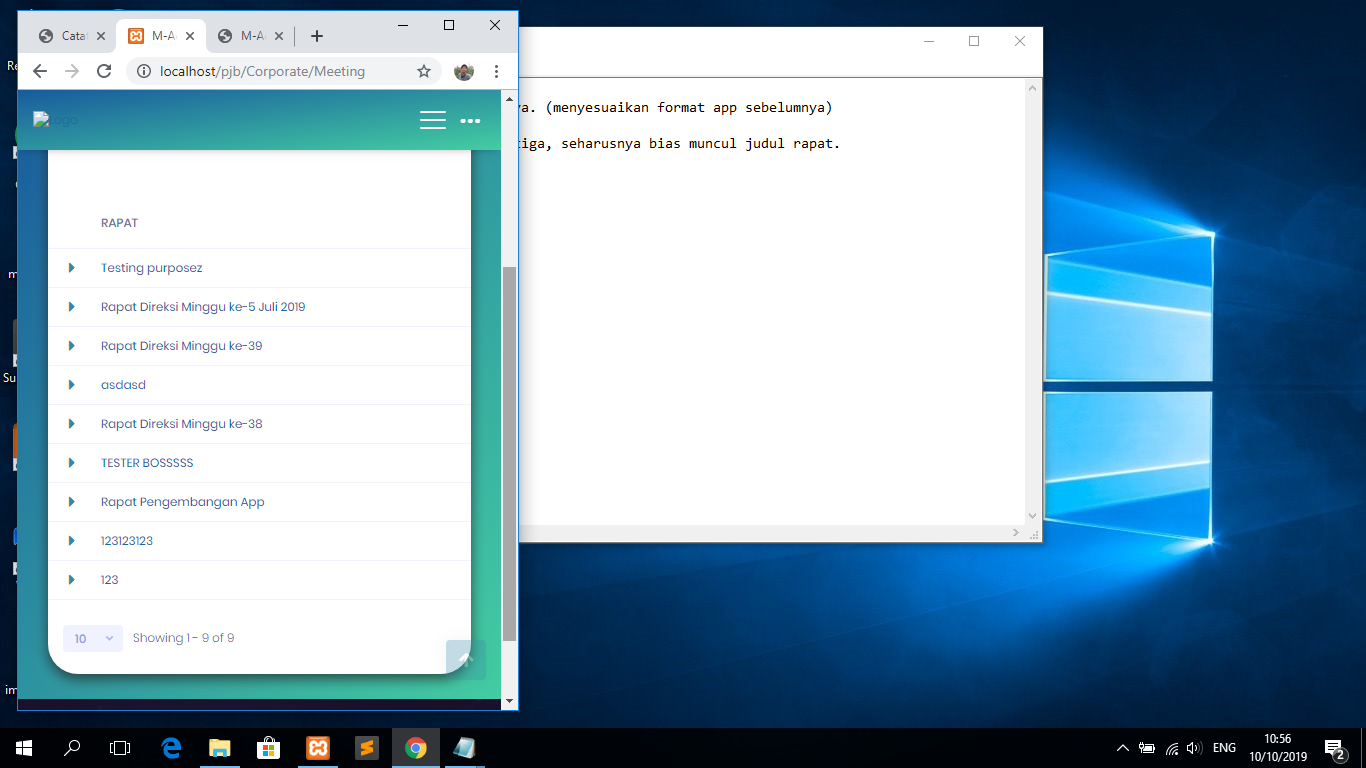 Cata
M-A
M-A
localhost/pjb/Corporate/Meeting
Logo
ya. (menyesuaikan format app sebelumnya)
tiga, seharusnya bias muncul judul rapat.
RAPAT
Testing purposez
Rapat Direksi Minggu ke-5 Juli 2019
Rapat Direksi Minggu ke-39
asdasd
Rapat Direksi Minggu ke-38
TESTER BOSSSSS
Rapat Pengembangan App
123123123
123
10 Showing 1 - 9 of 9
Re
m
Su
im
ENG
10:56
10/10/2019
2